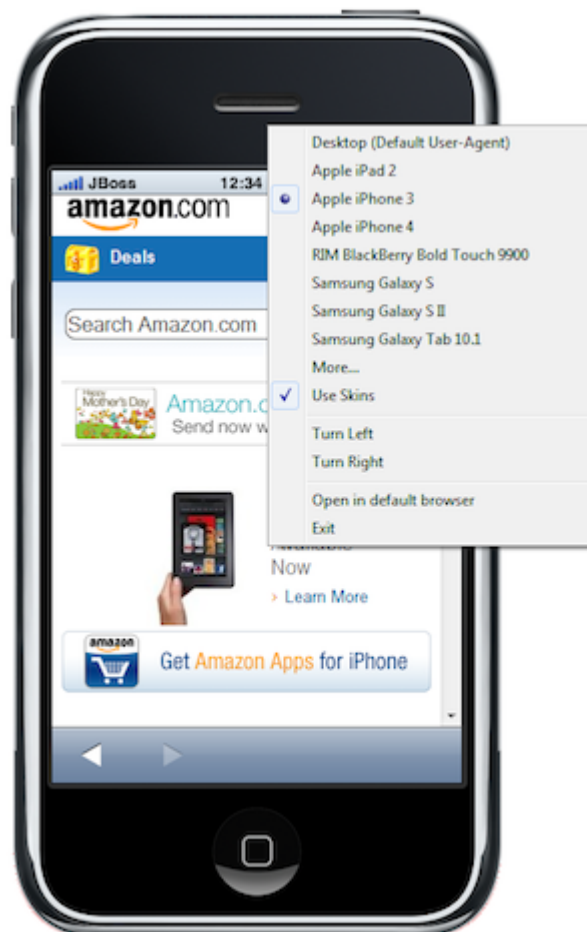 JBoss 12:34
amazon.com
Deals
Search Amazon.com
Happy
Mother's Day
Amazon.c
Send now w
Now
Learn More
amazon
Get Amazon Apps for iPhone
Desktop (Default User-Agent)
Apple iPad 2
Apple iPhone 3
Apple iPhone 4
RIM BlackBerry Bold Touch 9900
Samsung Galaxy S
Samsung Galaxy S II
Samsung Galaxy Tab 10.1
More...
Use Skins
Turn Left
Turn Right
Open in default browser
Exit